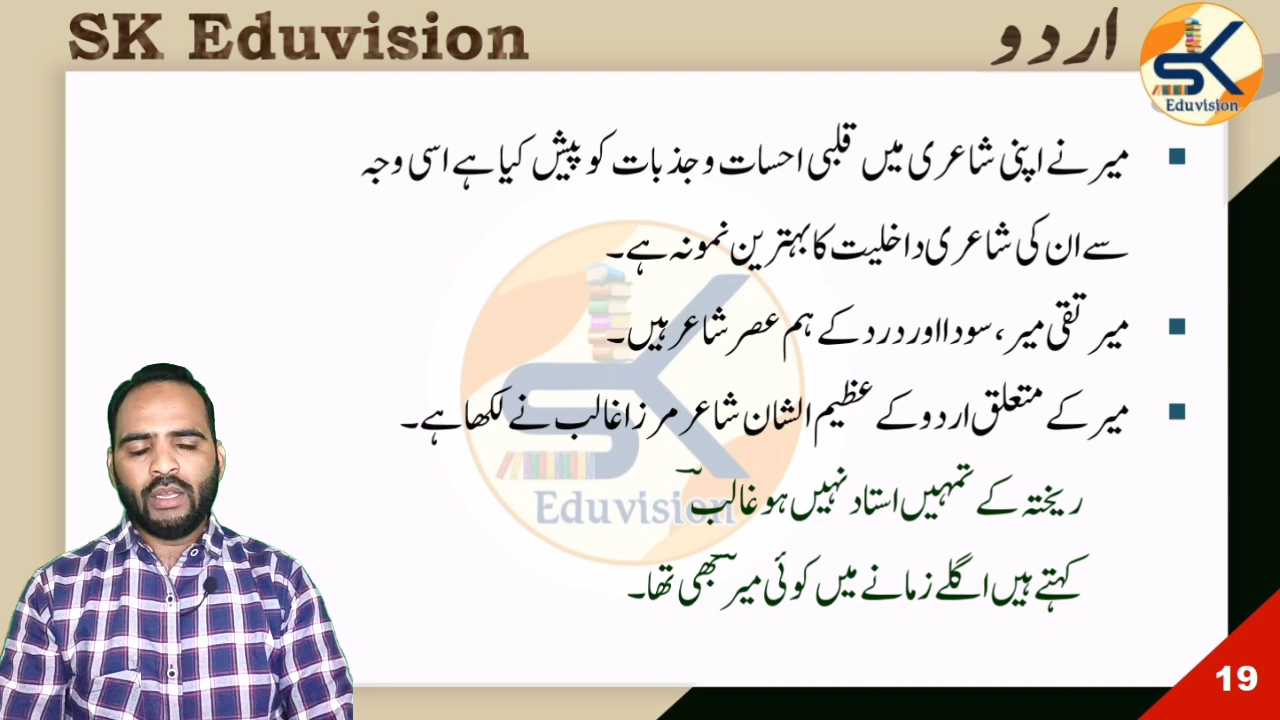 SK Eduvision
اردو
SK
Eduvision
میر نے اپنی شاعری میں قلبی احسات و جذبات کو پیش کیا ہے اسی وجہ
سے ان کی شاعری داخلیت کا بہترین نمونہ ہے۔
میر تقی میر، سودا اور درد کے ہم عصر شاعر ہیں۔
میر کے متعلق اردو کے عظیم الشان شاعر مرزا غالب نے لکھا ہے۔
ریختہ کے تمہیں استاد نہیں ہو غالبؔ
کہتے ہیں اگلے زمانے میں کوئی میرؔ بھی تھا۔
SK
Eduvision
19